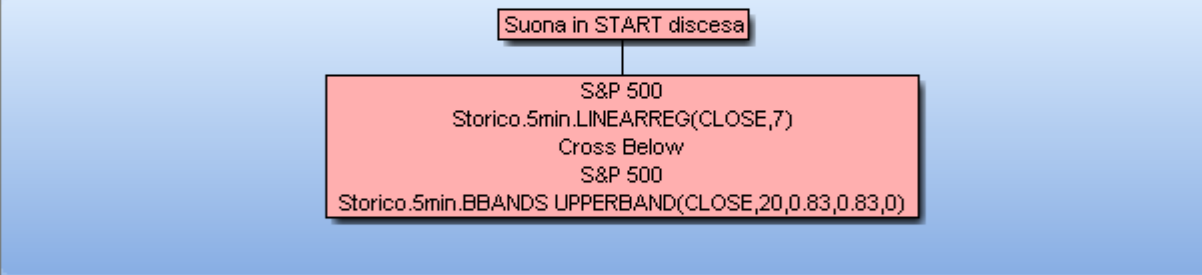 Suona in START discesa
S&P 500
Storico.5min.LINEARREG(CLOSE,7)
Cross Below
S&P 500
Storico.5min.BBANDS UPPERBAND(CLOSE,20,0.83,0.83,0)